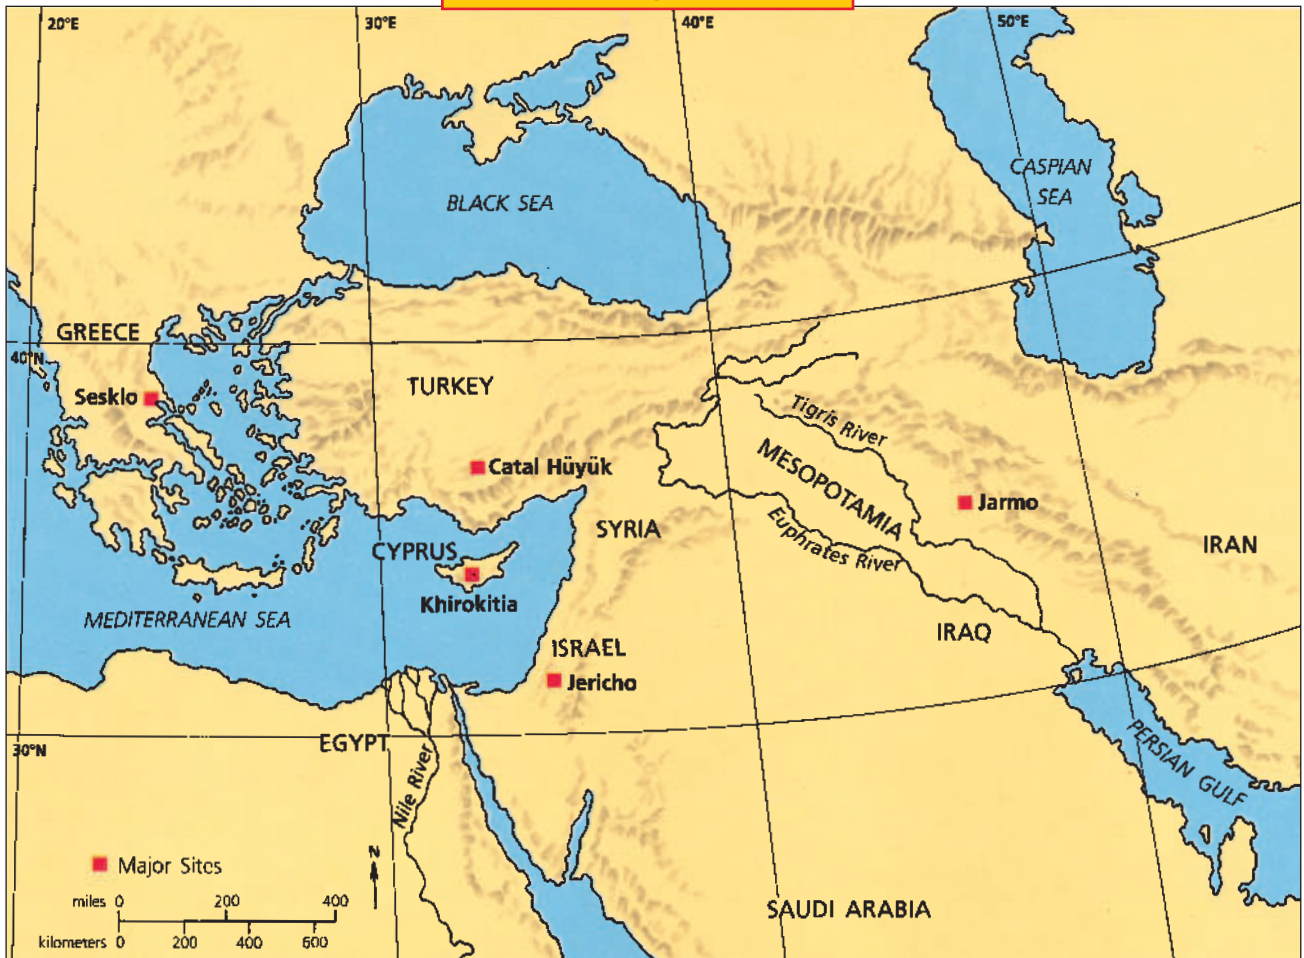 20°E
30°E
40°E
50°E
CASPIAN
SEA
BLACK SEA
GREECE
40°N
TURKEY
Sesklo
Tigris River
MESOPOTAMIA
Catal Hüyük
Jarmo
SYRIA
Euphrates River
IRAN
CYPRUS
Khirokitia
MEDITERRANEAN SEA
IRAQ
ISRAEL
Jericho
30°N
EGYPT
PERSIAN GULF
Nile River
Major Sites
N
miles 0 200 400
kilometers 0 200 400 600
SAUDI ARABIA